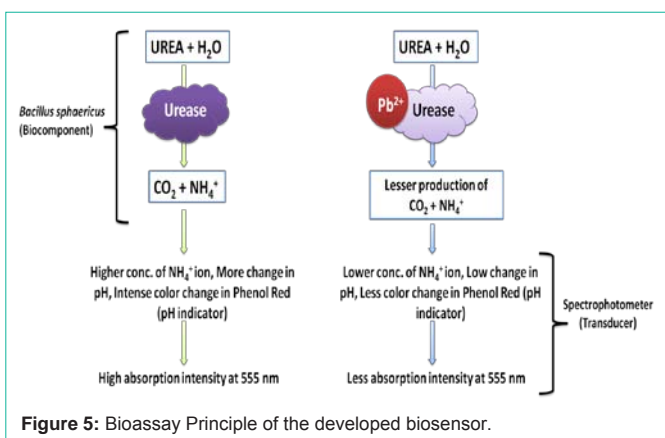 UREA + H₂O
Urease
Bacillus sphaericus
(Biocomponent)
CO₂ + NH₄⁺
Higher conc. of NH₄⁺ ion, More change in
pH, Intense color change in Phenol Red
(pH indicator)
High absorption intensity at 555 nm
UREA + H₂O
Pb²⁺
Urease
Lesser production of
CO₂ + NH₄⁺
Lower conc. of NH₄⁺ ion, Low change in
pH, Less color change in Phenol Red (pH
indicator)
Less absorption intensity at 555 nm
Spectrophotometer
(Transducer)
Figure 5: Bioassay Principle of the developed biosensor.